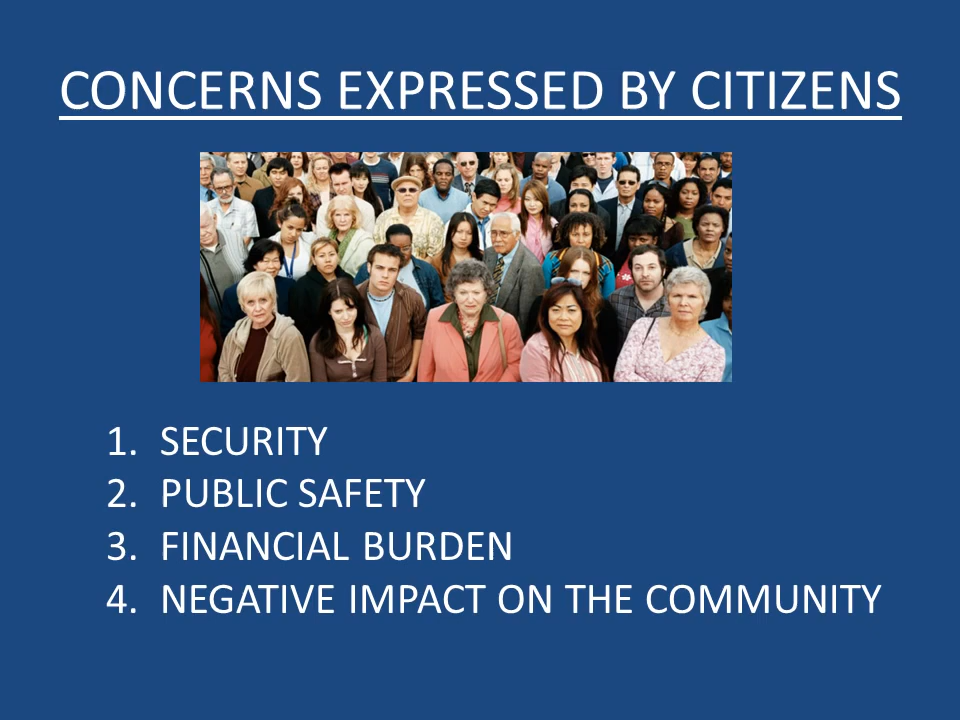 CONCERNS EXPRESSED BY CITIZENS
1. SECURITY
2. PUBLIC SAFETY
3. FINANCIAL BURDEN
4. NEGATIVE IMPACT ON THE COMMUNITY